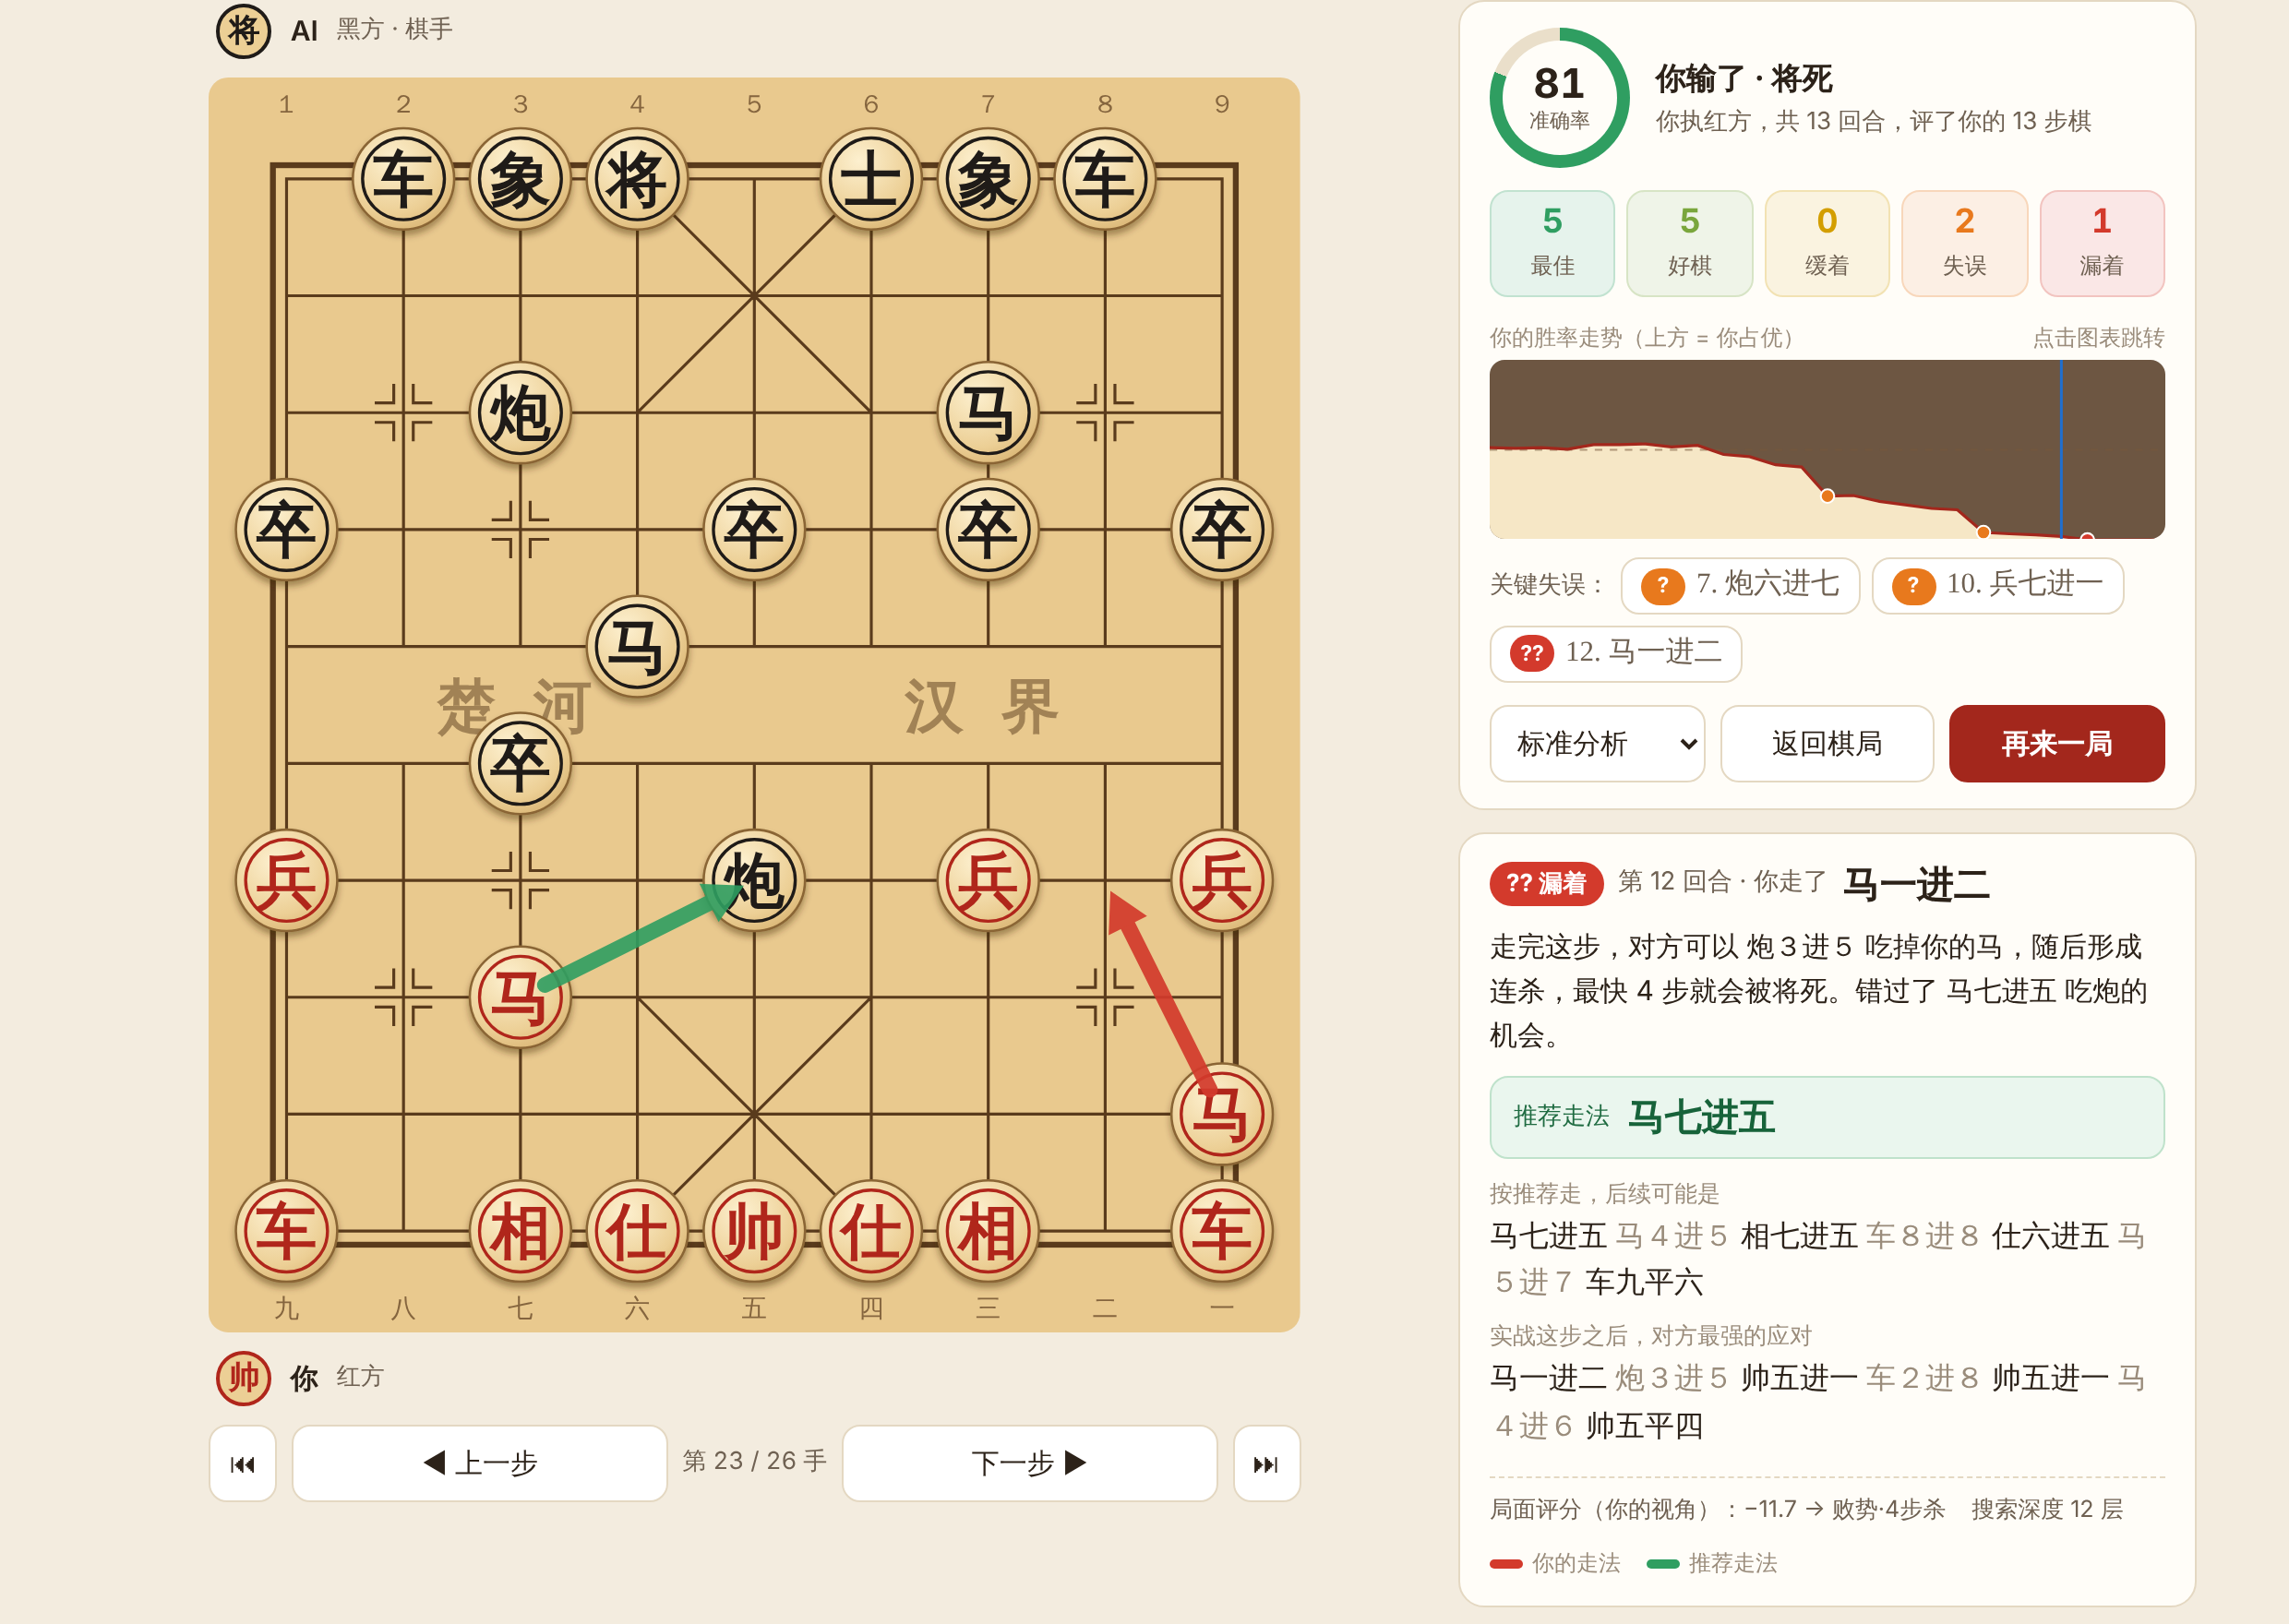 将 AI 黑方 · 棋手
1 2 3 4 5 6 7 8 9
车 象 将 士 象 车
炮 马
卒 卒 卒 卒
马
楚 河 汉 界
卒
兵 炮 兵 兵
马
马
车 相 仕 帅 仕 相 车
九 八 七 六 五 四 三 二 一
帅 你 红方
⏮ ◀ 上一步 第 23 / 26 手 下一步 ▶ ⏭
81
准确率
你输了 · 将死
你执红方，共 13 回合，评了你的 13 步棋
5 5 0 2 1
最佳 好棋 缓着 失误 漏着
你的胜率走势（上方 = 你占优） 点击图表跳转
关键失误： ? 7. 炮六进七 ? 10. 兵七进一
?? 12. 马一进二
标准分析 返回棋局 再来一局
?? 漏着 第 12 回合 · 你走了 马一进二
走完这步，对方可以 炮３进５ 吃掉你的马，随后形成
连杀，最快 4 步就会被将死。错过了 马七进五 吃炮的
机会。
推荐走法 马七进五
按推荐走，后续可能是
马七进五 马４进５ 相七进五 车８进８ 仕六进五 马
５进７ 车九平六
实战这步之后，对方最强的应对
马一进二 炮３进５ 帅五进一 车２进８ 帅五进一 马
４进６ 帅五平四
局面评分（你的视角）：−11.7 → 败势·4步杀 搜索深度 12 层
你的走法 推荐走法